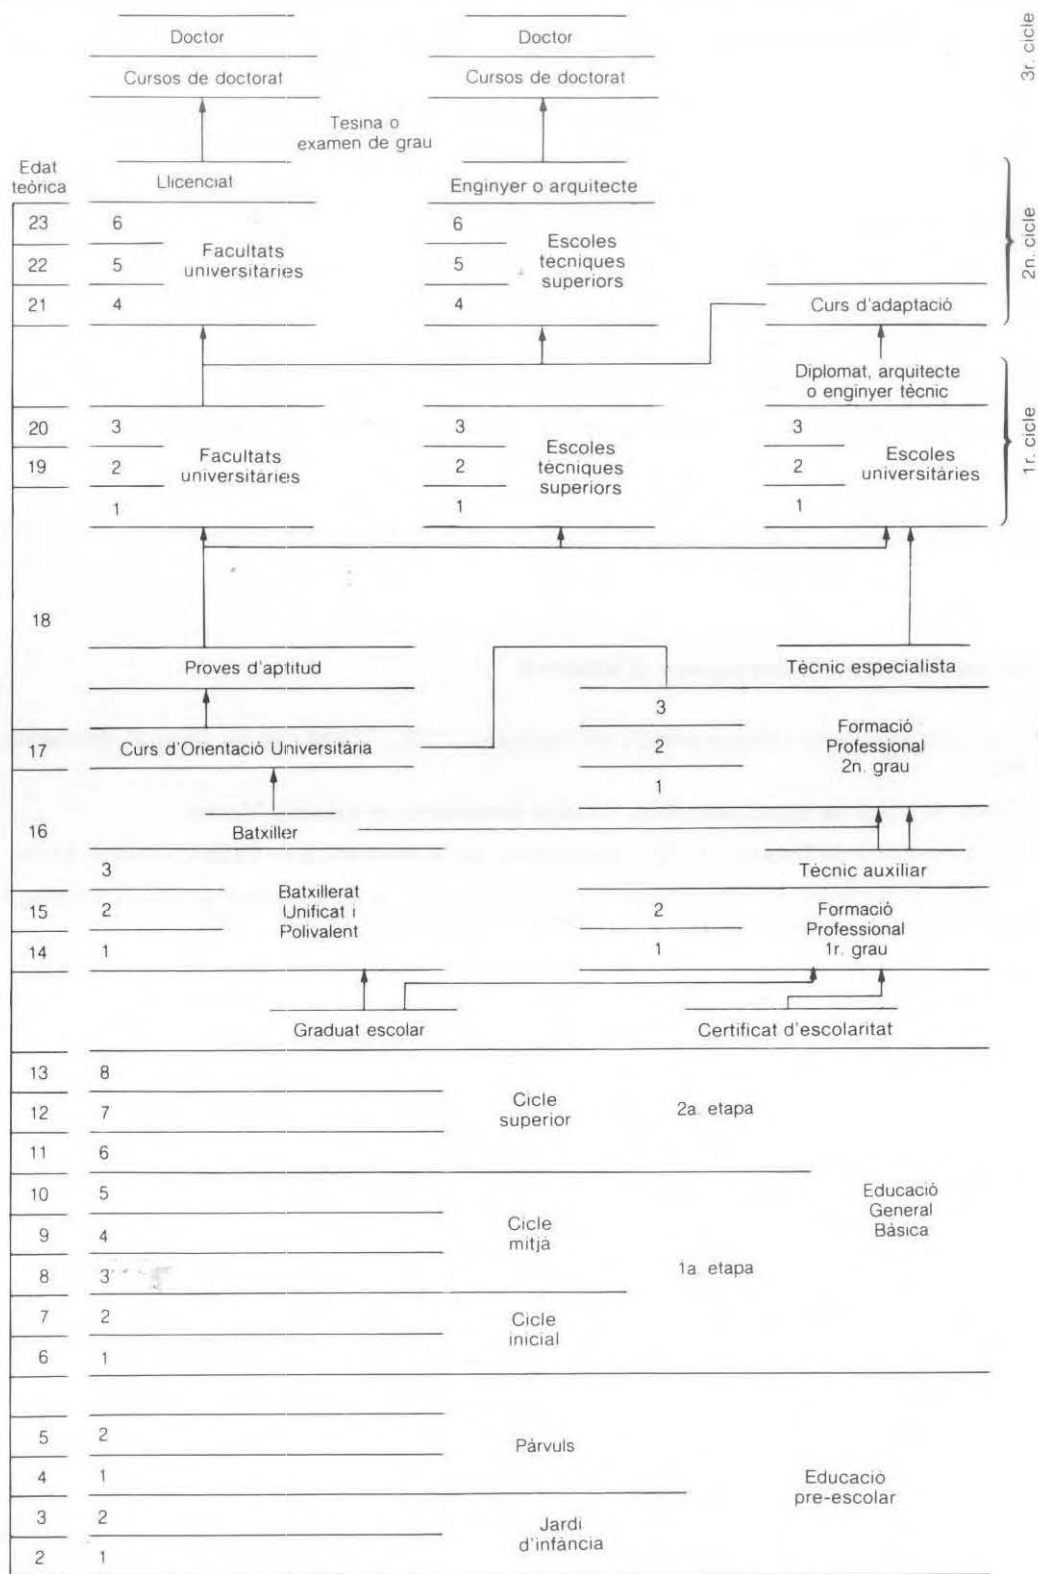 Doctor
Doctor
3r. cicle
Cursos de doctorat
Cursos de doctorat
Tesina o
examen de grau
Edat
teòrica
Llicenciat
Enginyer o arquitecte
2n. cicle
23
6
6
22
5
Facultats
universitàries
5
Escoles
tècniques
superiors
21
4
4
Curs d'adaptació
Diplomat, arquitecte
o enginyer tècnic
1r. cicle
20
3
3
3
19
2
Facultats
universitàries
2
Escoles
tècniques
superiors
2
Escoles
universitàries
1
1
1
18
Proves d'aptitud
Tècnic especialista
3
17
Curs d'Orientació Universitària
2
Formació
Professional
2n. grau
1
16
Batxiller
3
Tècnic auxiliar
15
2
Batxillerat
Unificat i
Polivalent
2
Formació
Professional
1r. grau
14
1
1
Graduat escolar
Certificat d'escolaritat
13
8
12
7
Cicle
superior
2a. etapa
11
6
10
5
Educació
General
Bàsica
9
4
Cicle
mitjà
8
3
1a. etapa
7
2
Cicle
inicial
6
1
5
2
Pàrvuls
4
1
Educació
pre-escolar
3
2
Jardí
d'infància
2
1